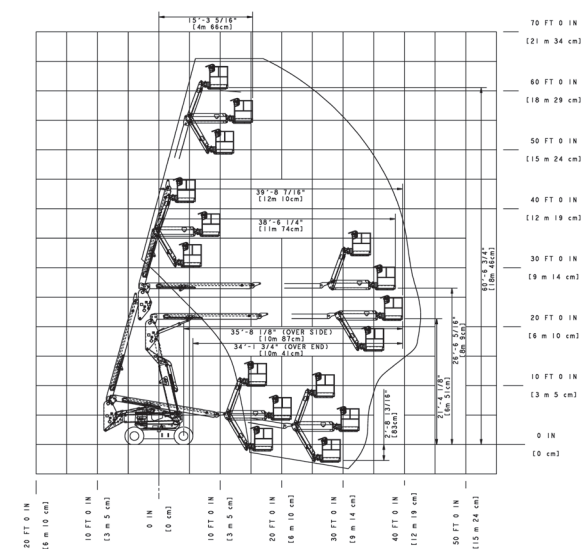 15'-3 5/16"
[4m 66cm]
70 FT 0 IN
[21 m 34 cm]
60 FT 0 IN
[18 m 29 cm]
50 FT 0 IN
[15 m 24 cm]
39'-8 7/16"
[12m 10cm]
40 FT 0 IN
[12 m 19 cm]
38'-6 1/4"
[11m 74cm]
60'-6 3/4"
[18m 46cm]
30 FT 0 IN
[9 m 14 cm]
26'-6 5/16"
[8m 9cm]
20 FT 0 IN
[6 m 10 cm]
35'-8 1/8" (OVER SIDE)
[10m 87cm]
34'-1 3/4" (OVER END)
[10m 41cm]
21'-4 1/8"
[6m 51cm]
10 FT 0 IN
[3 m 5 cm]
2'-8 13/16"
[83cm]
0 IN
[0 cm]
20 FT 0 IN
[6 m 10 cm]
10 FT 0 IN
[3 m 5 cm]
0 IN
[0 cm]
10 FT 0 IN
[3 m 5 cm]
20 FT 0 IN
[6 m 10 cm]
30 FT 0 IN
[9 m 14 cm]
40 FT 0 IN
[12 m 19 cm]
50 FT 0 IN
[15 m 24 cm]